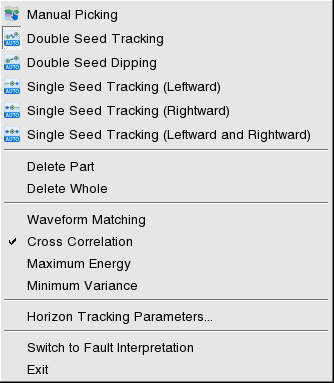 Manual Picking
Double Seed Tracking
Double Seed Dipping
Single Seed Tracking (Leftward)
Single Seed Tracking (Rightward)
Single Seed Tracking (Leftward and Rightward)
Delete Part
Delete Whole
Waveform Matching
Cross Correlation
Maximum Energy
Minimum Variance
Horizon Tracking Parameters...
Switch to Fault Interpretation
Exit